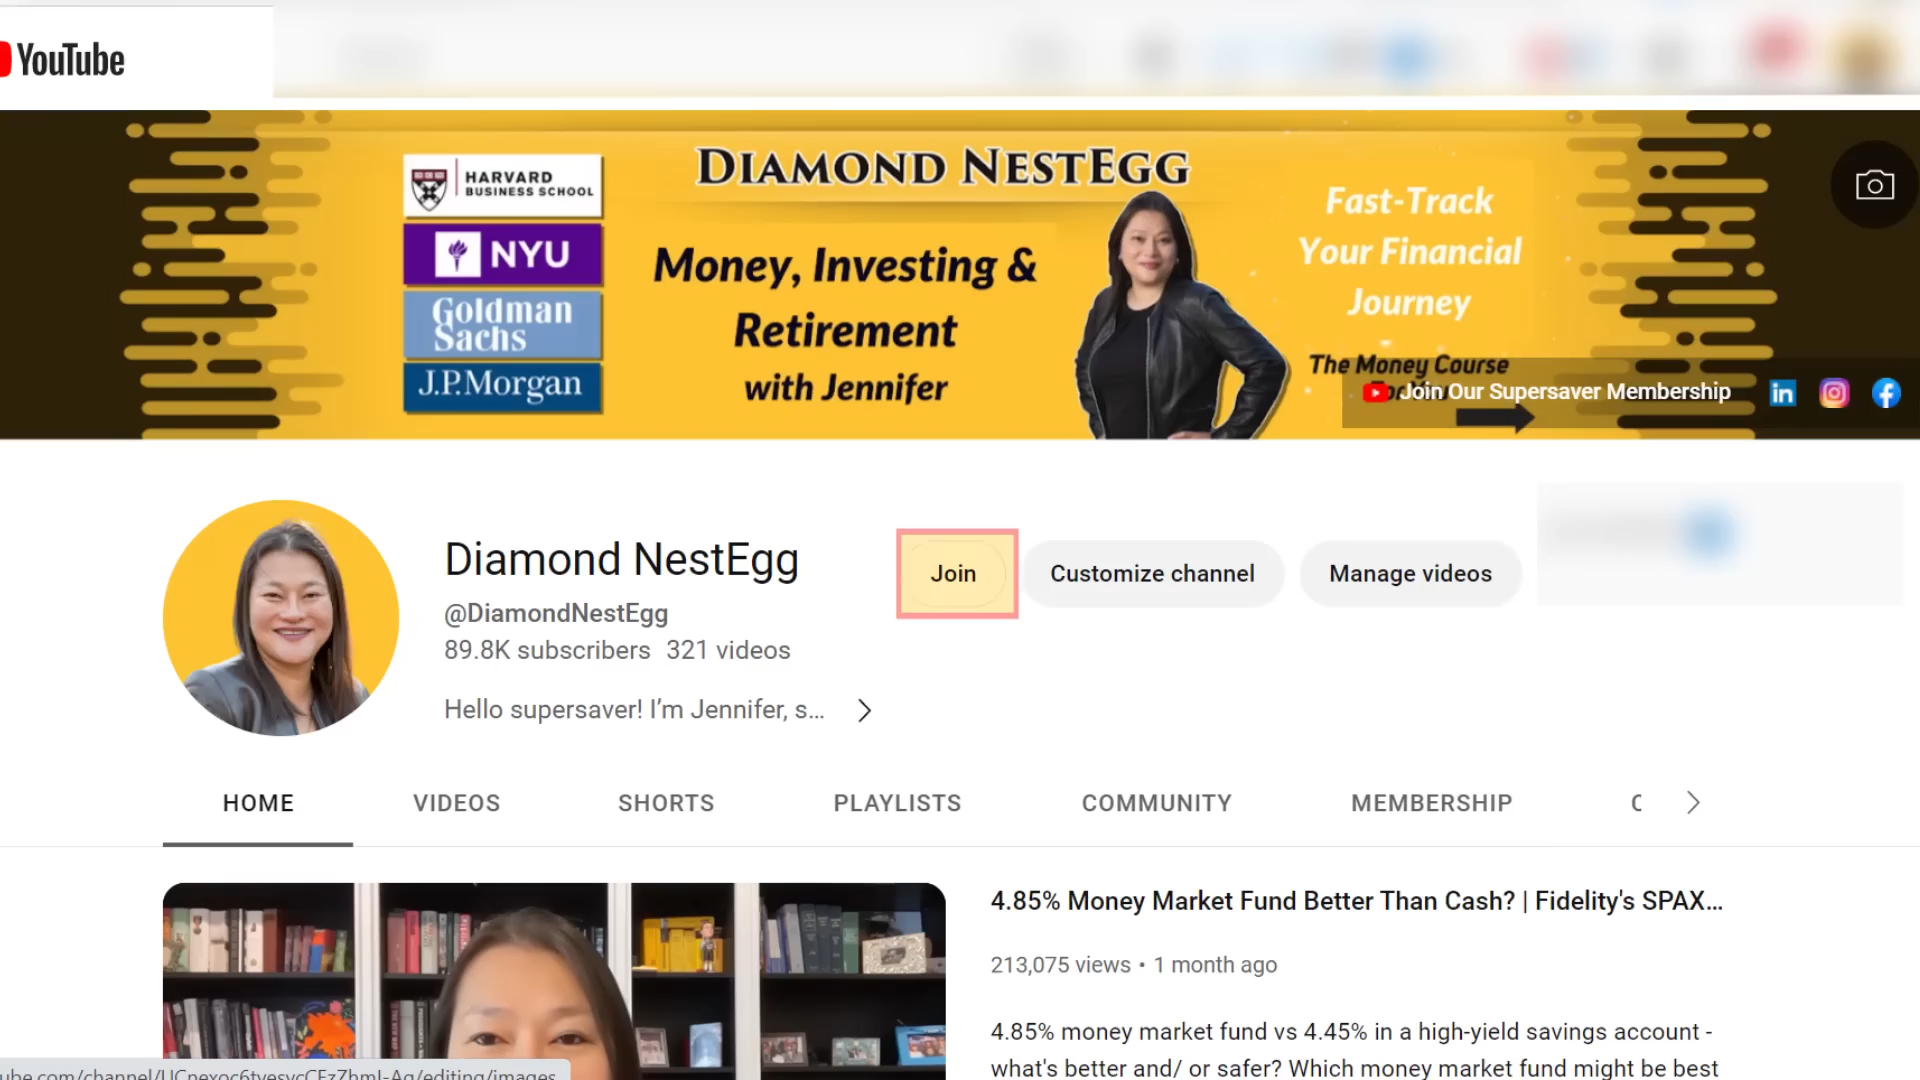 YouTube
DIAMOND NESTEGG
HARVARD
BUSINESS SCHOOL
NYU
Goldman
Sachs
J.P.Morgan
Money, Investing &
Retirement
with Jennifer
Fast-Track
Your Financial
Journey
The Money Course
Join Our Supersaver Membership
Diamond NestEgg
@DiamondNestEgg
89.8K subscribers 321 videos
Hello supersaver! I’m Jennifer, s...
Join
Customize channel
Manage videos
HOME
VIDEOS
SHORTS
PLAYLISTS
COMMUNITY
MEMBERSHIP
4.85% Money Market Fund Better Than Cash? | Fidelity's SPAX...
213,075 views • 1 month ago
4.85% money market fund vs 4.45% in a high-yield savings account -
what's better and/ or safer? Which money market fund might be best